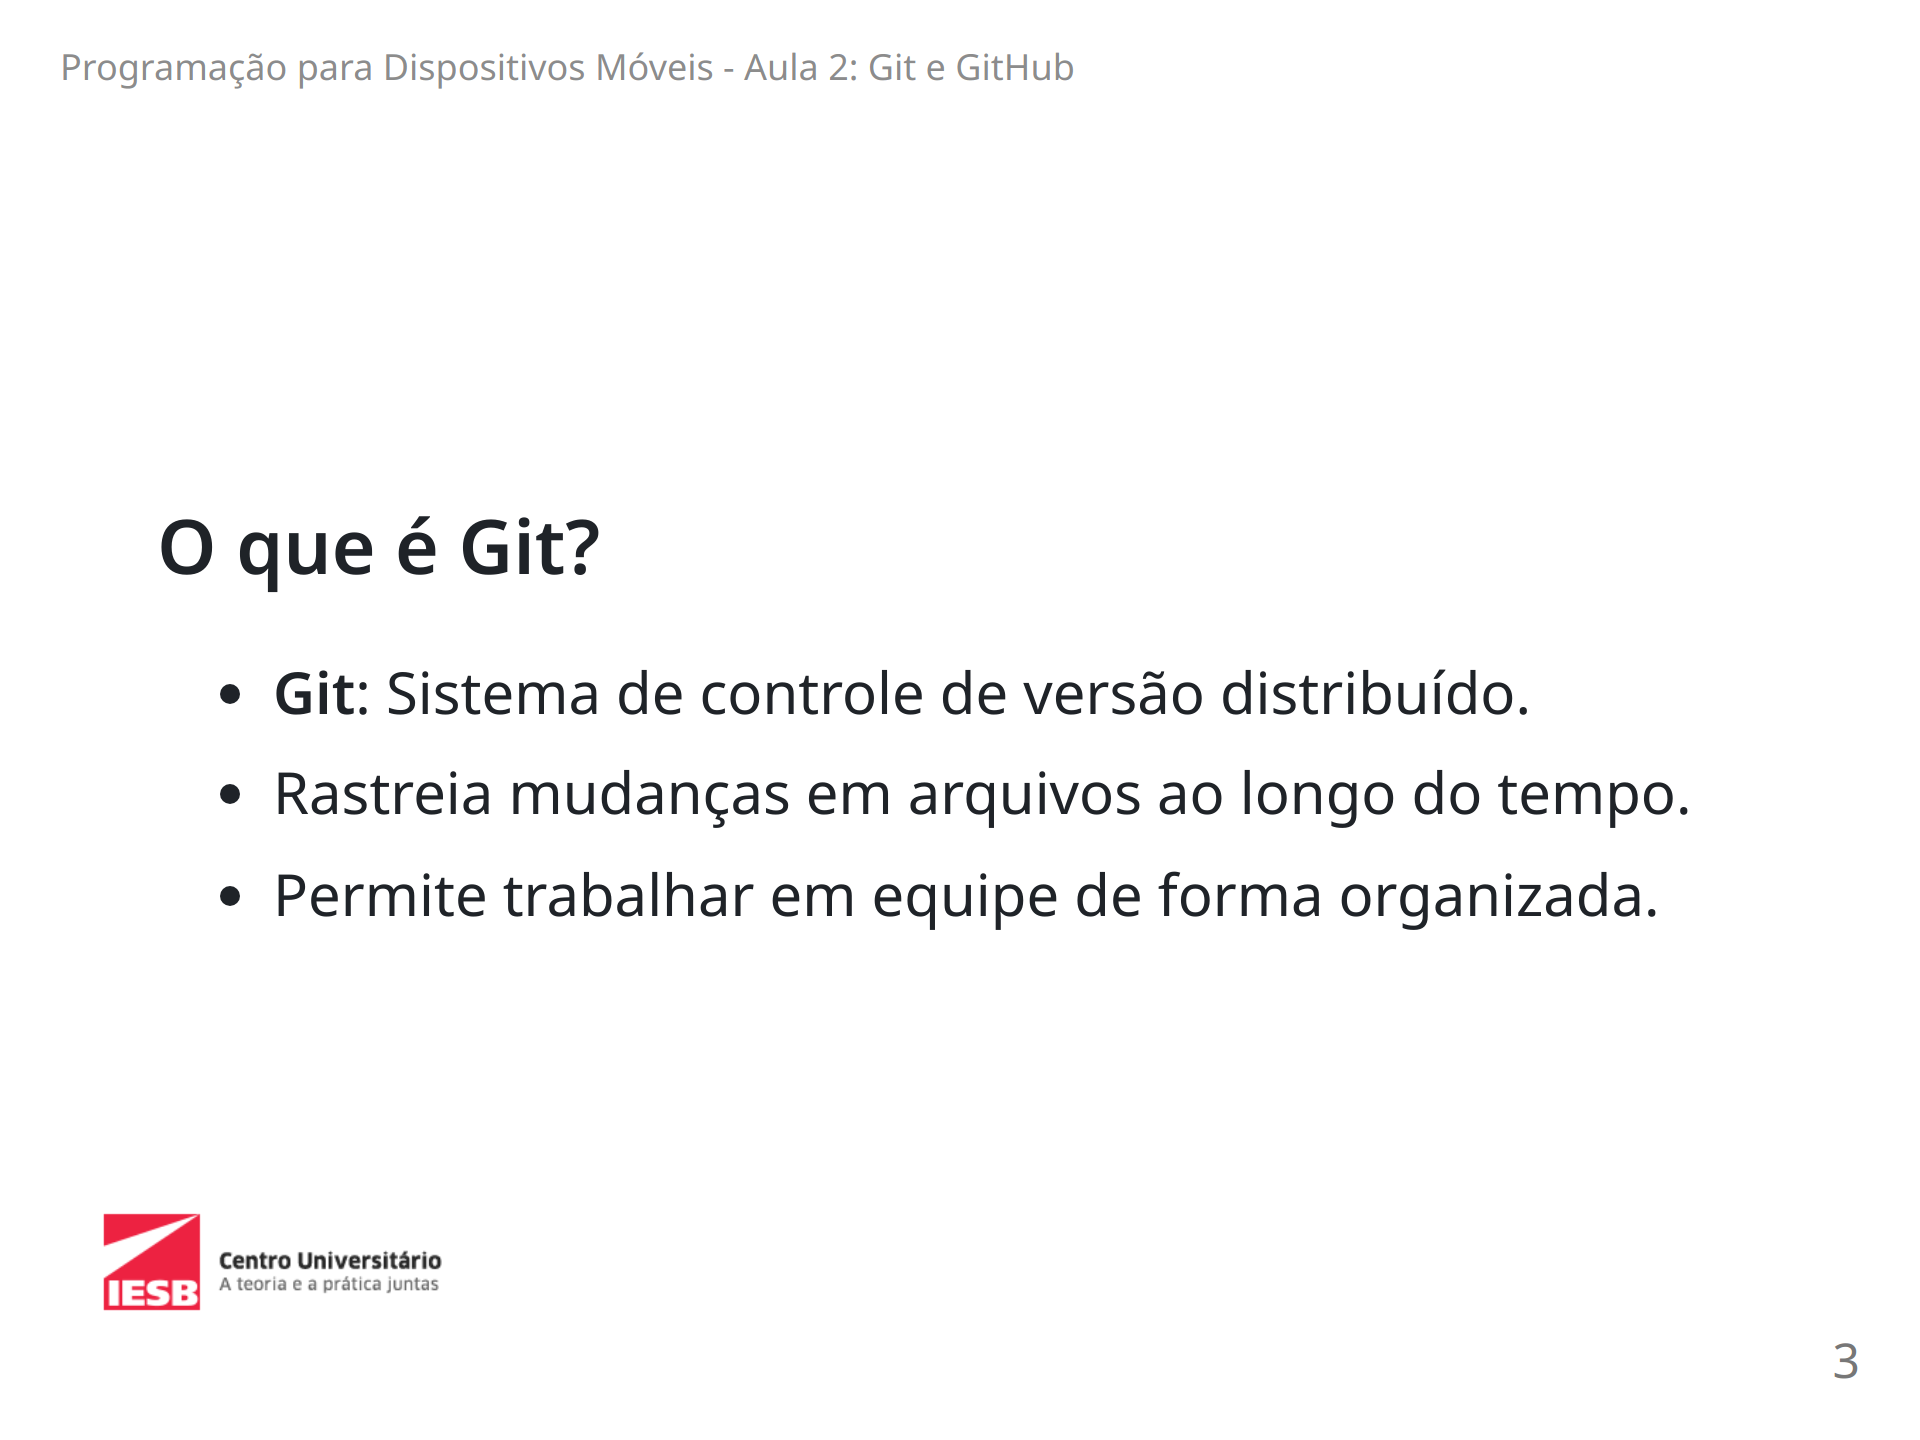 Programação para Dispositivos Móveis - Aula 2: Git e GitHub
O que é Git?
• Git: Sistema de controle de versão distribuído.
• Rastreia mudanças em arquivos ao longo do tempo.
• Permite trabalhar em equipe de forma organizada.
IESB
Centro Universitário
A teoria e a prática juntas
3